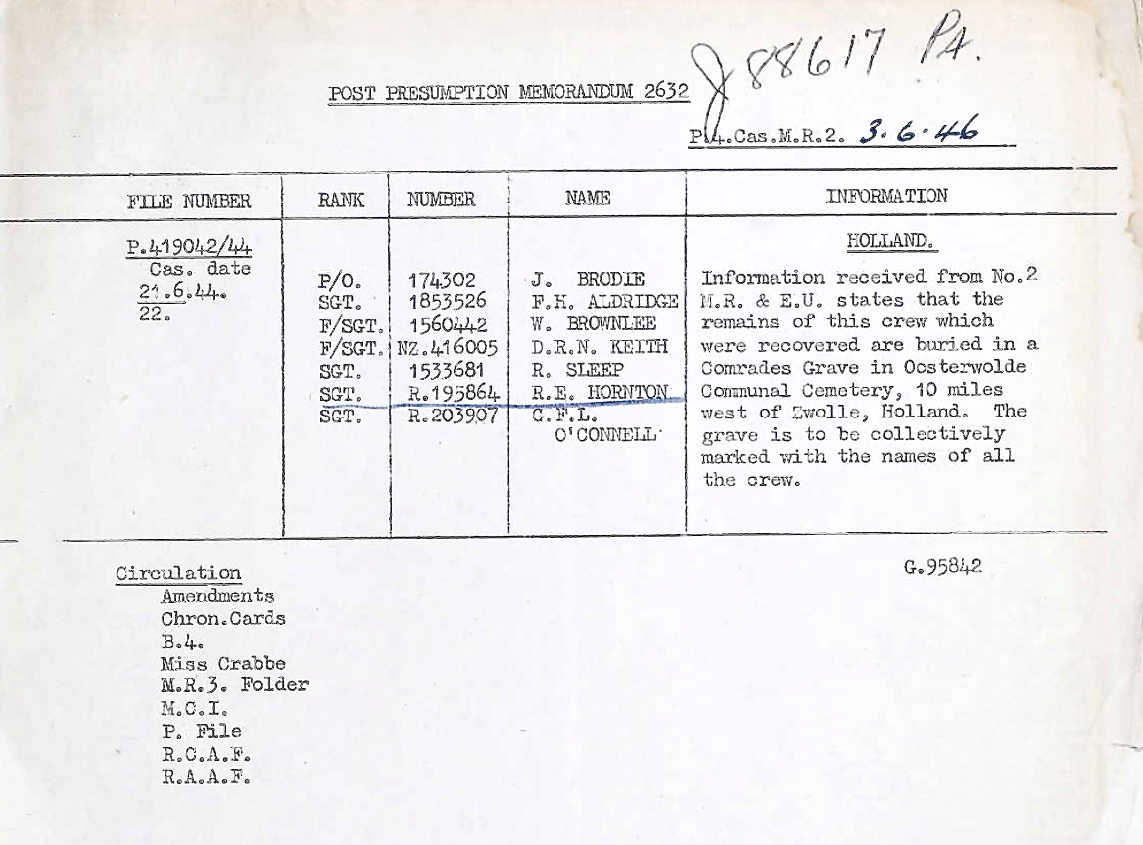 J 88617 P4.
POST PRESUMPTION MEMORANDUM 2632
P.4.Cas.M.R.2. 3.6.46
FILE NUMBER RANK NUMBER NAME INFORMATION
P.419042/44
Cas. date
21.6.44.
22.
P/O. 174302 J. BRODIE
SGT. 1853526 F.H. ALDRIDGE
F/SGT. 1560442 W. BROWNLEE
F/SGT. NZ.416005 D.R.N. KEITH
SGT. 1533681 R. SLEEP
SGT. R.195864 R.E. HORNTON
SGT. R.203907 C.F.L.
O'CONNELL
HOLLAND.
Information received from No.2
M.R. & E.U. states that the
remains of this crew which
were recovered are buried in a
Comrades Grave in Oosterwolde
Communal Cemetery, 10 miles
west of Zwolle, Holland. The
grave is to be collectively
marked with the names of all
the crew.
G.95842
Circulation
Amendments
Chron.Cards
B.4.
Miss Crabbe
M.R.3. Folder
M.C.I.
P. File
R.C.A.F.
R.A.A.F.